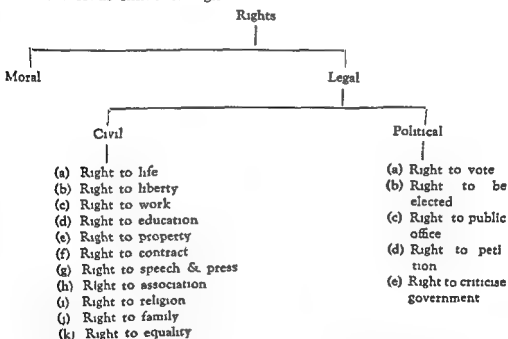 Rights
Moral
Legal
Civil
Political
(a) Right to life
(b) Right to liberty
(c) Right to work
(d) Right to education
(e) Right to property
(f) Right to contract
(g) Right to speech & press
(h) Right to association
(i) Right to religion
(j) Right to family
(k) Right to equality
(a) Right to vote
(b) Right to be
elected
(c) Right to public
office
(d) Right to peti
tion
(e) Right to criticise
government